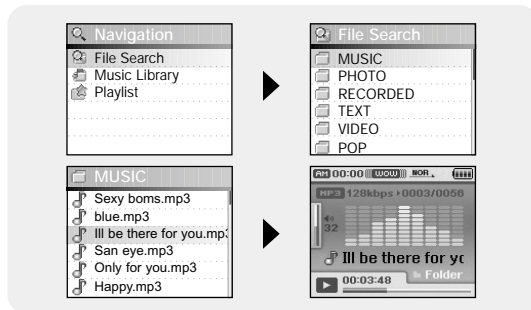 Navigation
File Search
Music Library
Playlist
File Search
MUSIC
PHOTO
RECORDED
TEXT
VIDEO
POP
MUSIC
Sexy boms.mp3
blue.mp3
Ill be there for you.mp3
San eye.mp3
Only for you.mp3
Happy.mp3
AM 00:00 WOW NOR
MP3 128kbps 0003/0056
32
Ill be there for yo
Folder
00:03:48